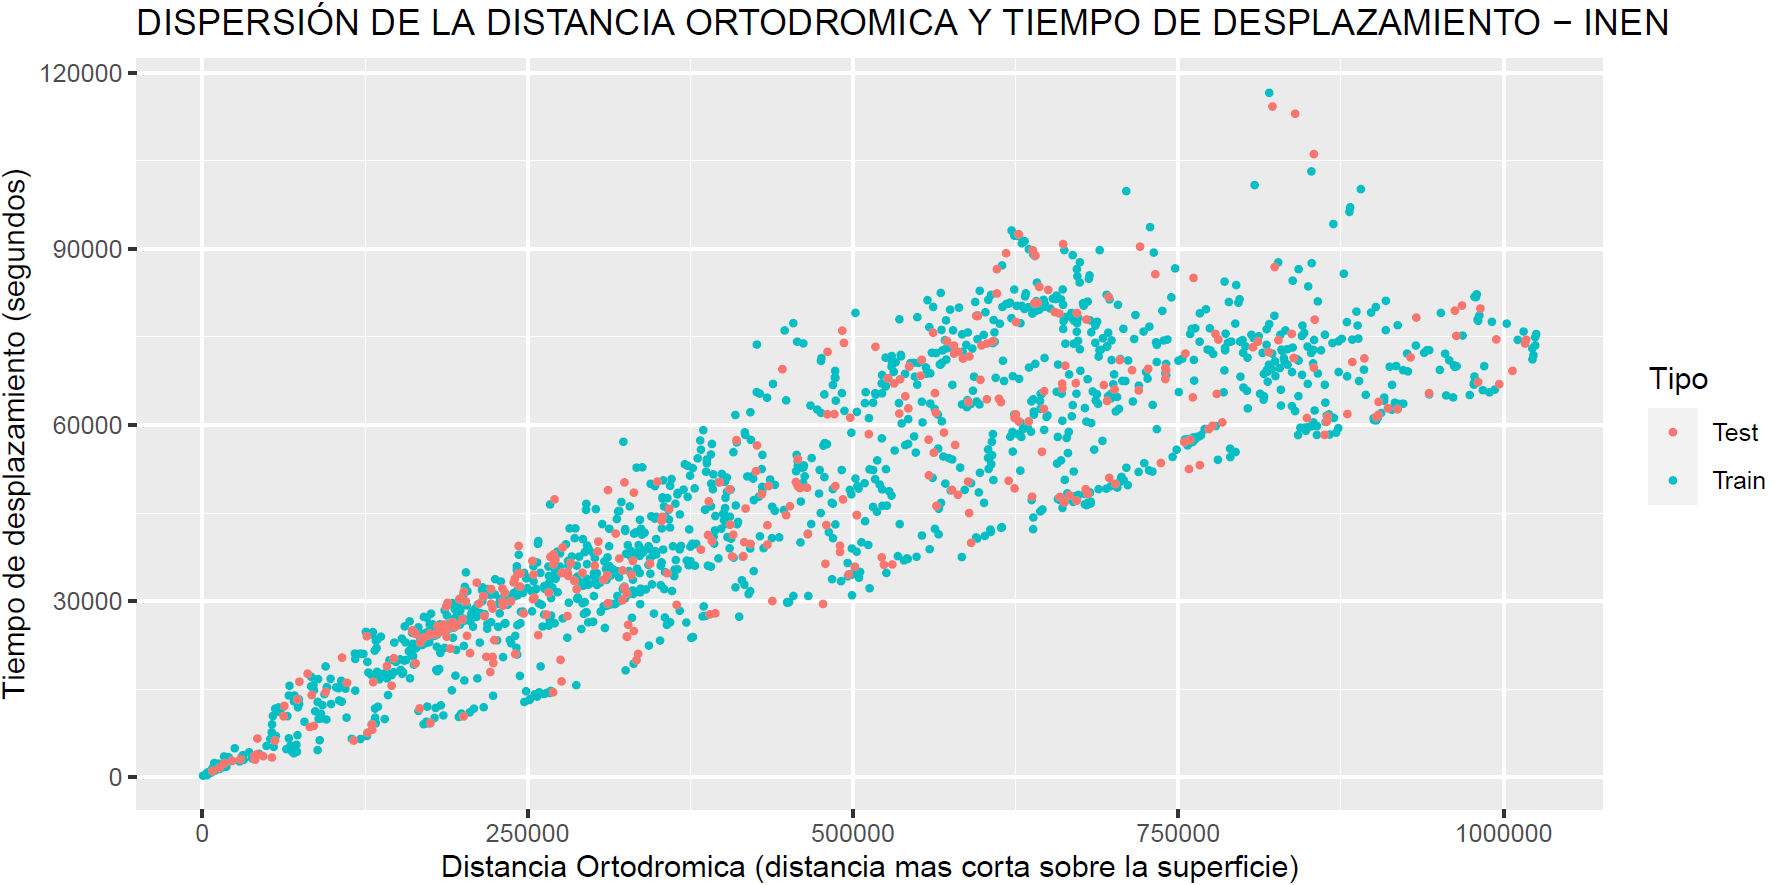 DISPERSIÓN DE LA DISTANCIA ORTODROMICA Y TIEMPO DE DESPLAZAMIENTO − INEN
120000
90000
60000
30000
0
Tiempo de desplazamiento (segundos)
0
250000
500000
750000
1000000
Distancia Ortodromica (distancia mas corta sobre la superficie)
Tipo
Test
Train